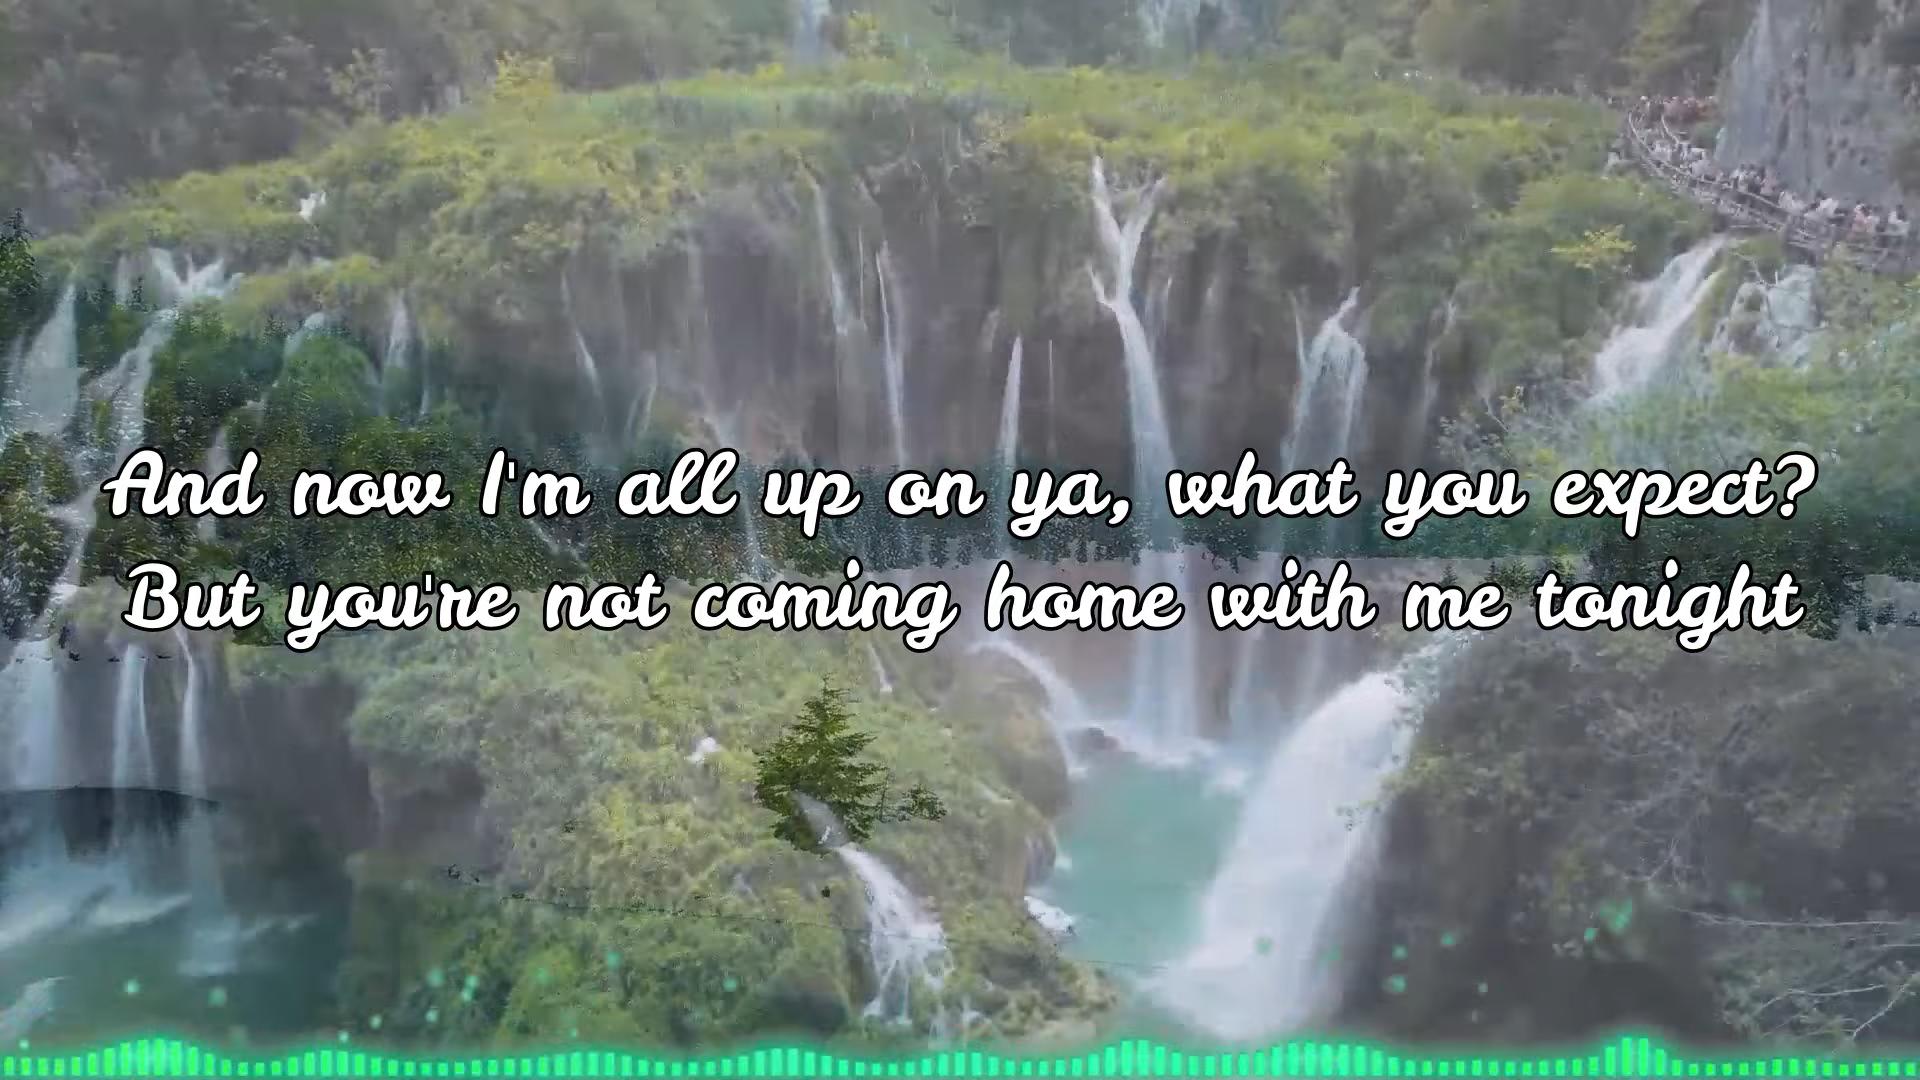 And now I'm all up on ya, what you expect?
But you're not coming home with me tonight